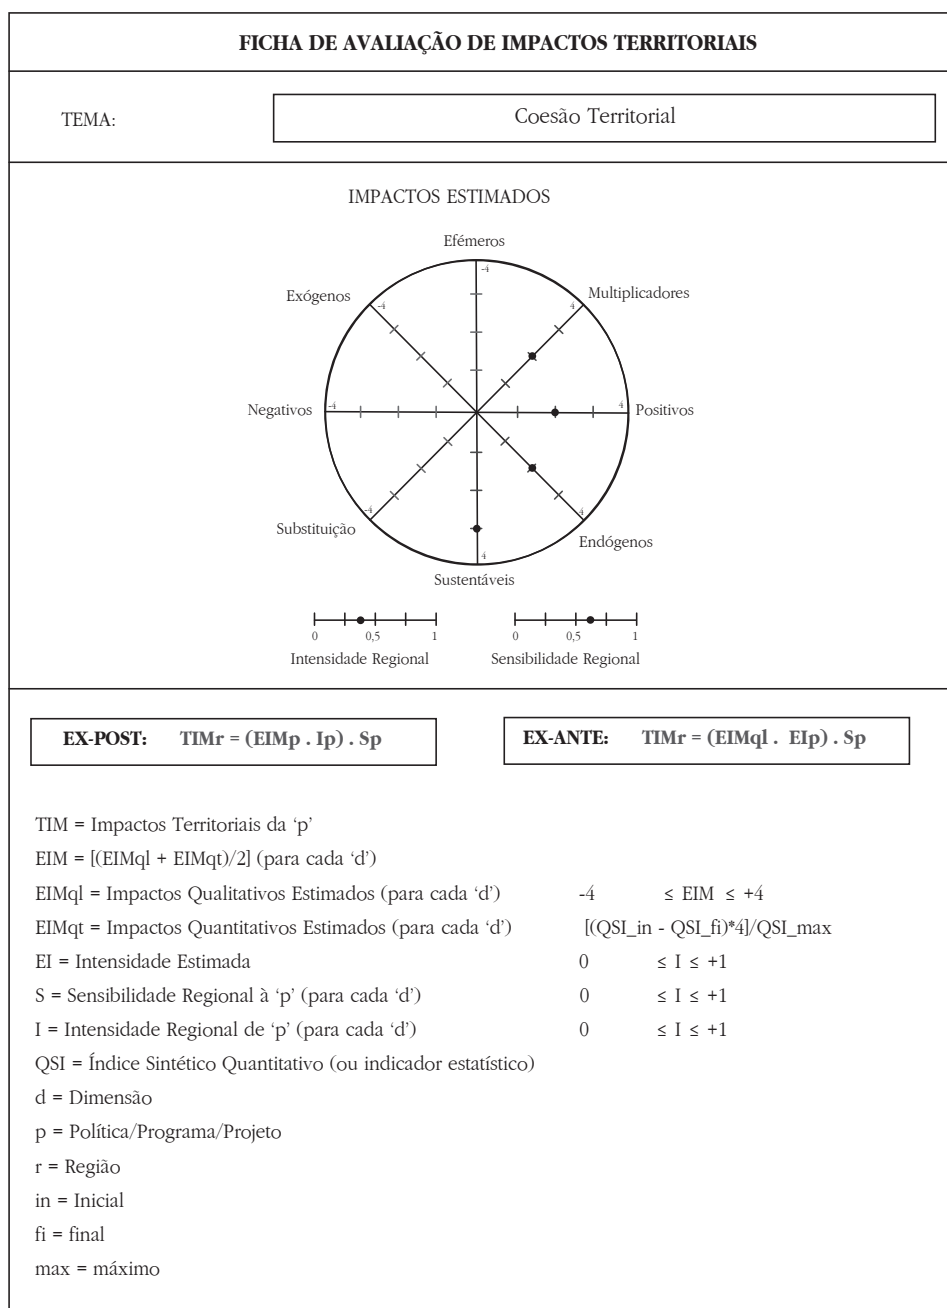 FICHA DE AVALIAÇÃO DE IMPACTOS TERRITORIAIS
TEMA: Coesão Territorial
IMPACTOS ESTIMADOS
Efémeros
-4
Exógenos -4 4 Multiplicadores
Negativos -4 4 Positivos
Substituição -4 4 Endógenos
4
Sustentáveis
0 0,5 1 0 0,5 1
Intensidade Regional Sensibilidade Regional
EX-POST: TIMr = (EIMp . Ip) . Sp EX-ANTE: TIMr = (EIMql . EIp) . Sp
TIM = Impactos Territoriais da ‘p’
EIM = [(EIMql + EIMqt)/2] (para cada ‘d’)
EIMql = Impactos Qualitativos Estimados (para cada ‘d’) -4 ≤ EIM ≤ +4
EIMqt = Impactos Quantitativos Estimados (para cada ‘d’) [(QSI_in - QSI_fi)*4]/QSI_max
EI = Intensidade Estimada 0 ≤ I ≤ +1
S = Sensibilidade Regional à ‘p’ (para cada ‘d’) 0 ≤ I ≤ +1
I = Intensidade Regional de ‘p’ (para cada ‘d’) 0 ≤ I ≤ +1
QSI = Índice Sintético Quantitativo (ou indicador estatístico)
d = Dimensão
p = Política/Programa/Projeto
r = Região
in = Inicial
fi = final
max = máximo